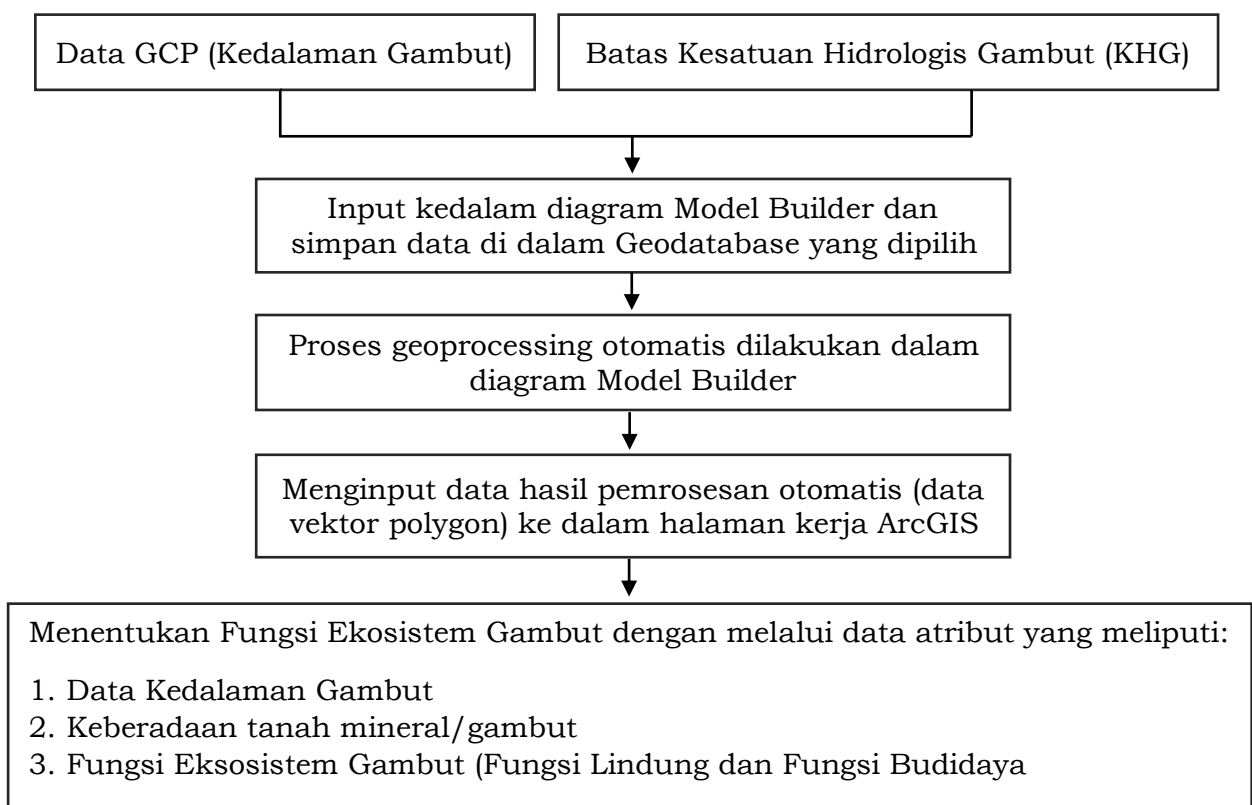 Data GCP (Kedalaman Gambut)
Batas Kesatuan Hidrologis Gambut (KHG)
Input kedalam diagram Model Builder dan
simpan data di dalam Geodatabase yang dipilih
Proses geoprocessing otomatis dilakukan dalam
diagram Model Builder
Menginput data hasil pemrosesan otomatis (data
vektor polygon) ke dalam halaman kerja ArcGIS
Menentukan Fungsi Ekosistem Gambut dengan melalui data atribut yang meliputi:
1. Data Kedalaman Gambut
2. Keberadaan tanah mineral/gambut
3. Fungsi Eksosistem Gambut (Fungsi Lindung dan Fungsi Budidaya